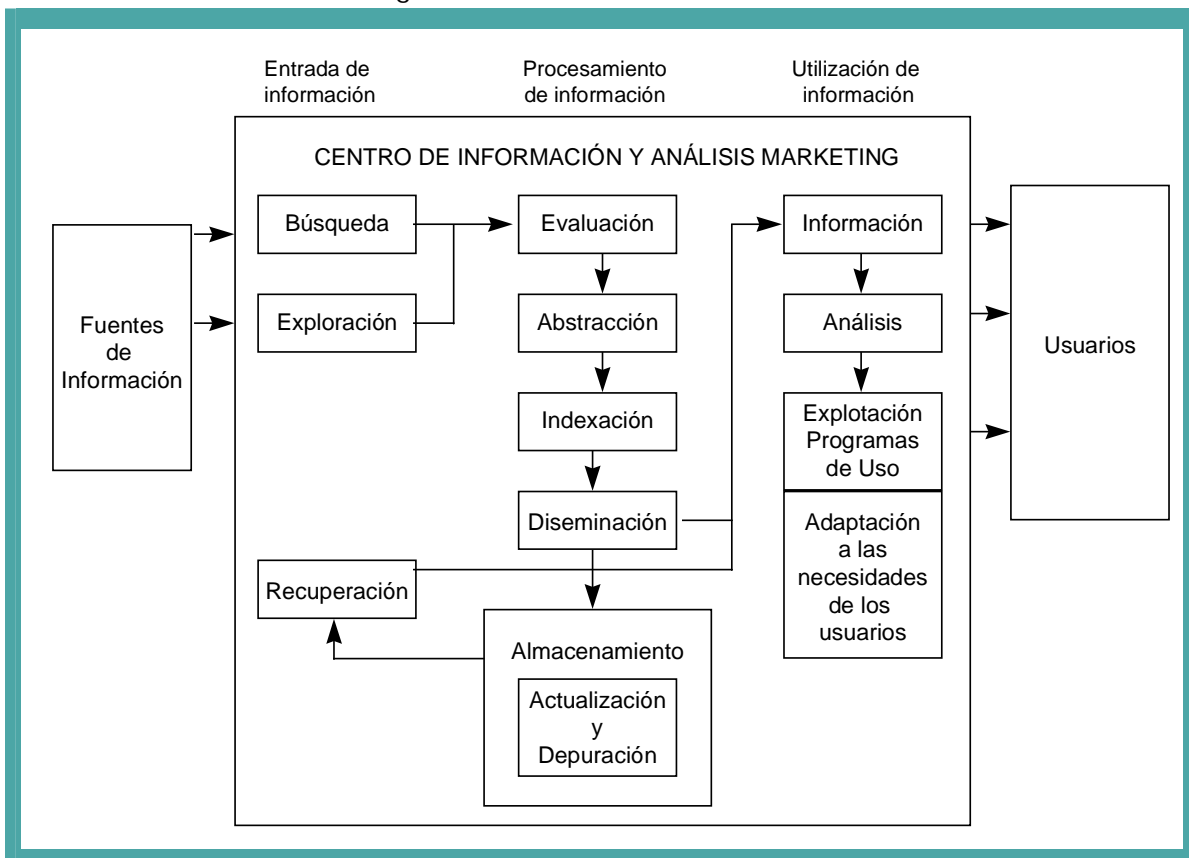 Entrada de
información
Procesamiento
de información
Utilización de
información
CENTRO DE INFORMACIÓN Y ANÁLISIS MARKETING
Fuentes
de
Información
Búsqueda
Exploración
Recuperación
Evaluación
Abstracción
Indexación
Diseminación
Almacenamiento
Actualización
y
Depuración
Información
Análisis
Explotación
Programas
de Uso
Adaptación
a las
necesidades
de los
usuarios
Usuarios